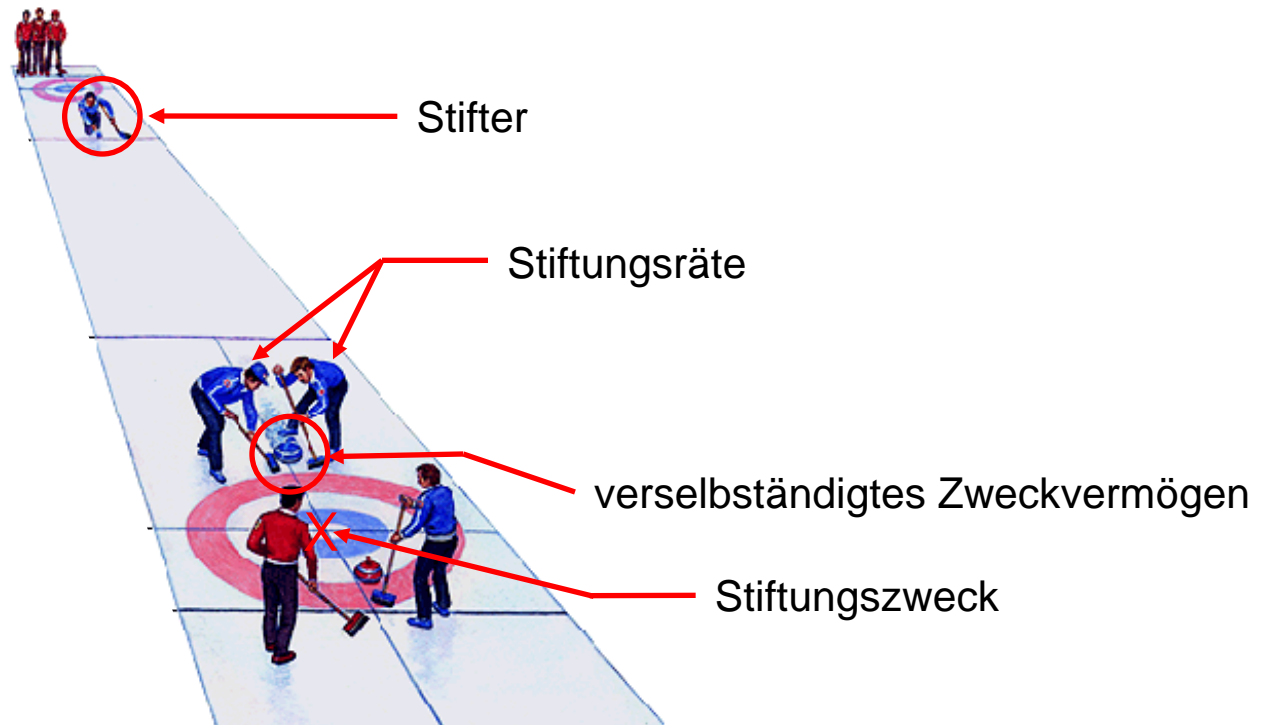 Stifter
Stiftungsräte
verselbständigtes Zweckvermögen
X
Stiftungszweck